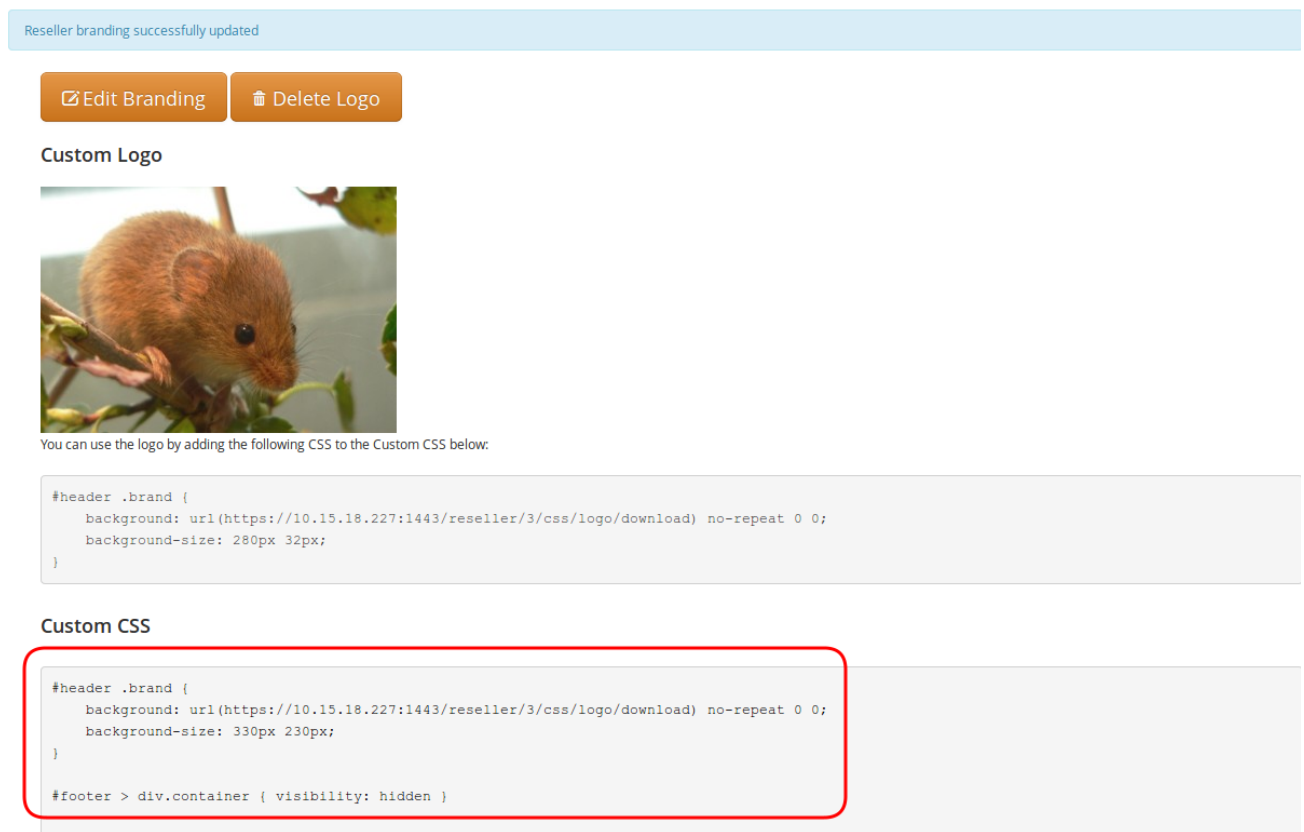 Reseller branding successfully updated
Edit Branding Delete Logo
Custom Logo
You can use the logo by adding the following CSS to the Custom CSS below:
#header .brand {
    background: url(https://10.15.18.227:1443/reseller/3/css/logo/download) no-repeat 0 0;
    background-size: 280px 32px;
}
Custom CSS
#header .brand {
    background: url(https://10.15.18.227:1443/reseller/3/css/logo/download) no-repeat 0 0;
    background-size: 330px 230px;
}
#footer > div.container { visibility: hidden }